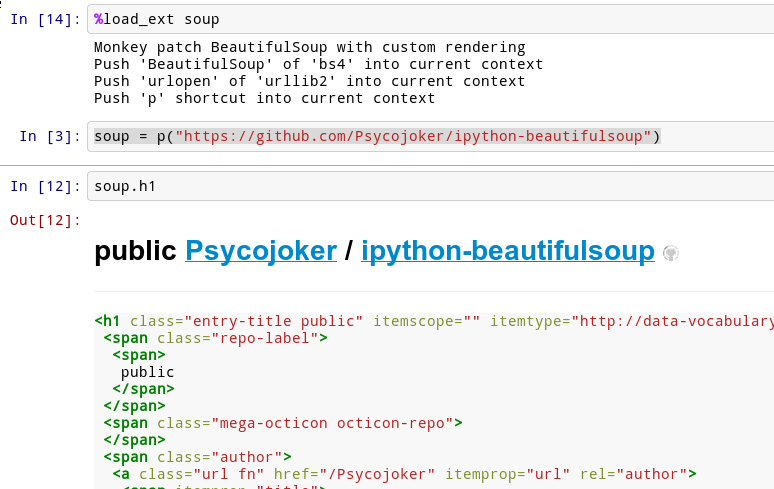 In [14]: %load_ext soup
Monkey patch BeautifulSoup with custom rendering
Push 'BeautifulSoup' of 'bs4' into current context
Push 'urlopen' of 'urllib2' into current context
Push 'p' shortcut into current context
In [3]: soup = p("https://github.com/Psycojoker/ipython-beautifulsoup")
In [12]: soup.h1
Out[12]:
public Psycojoker / ipython-beautifulsoup
<h1 class="entry-title public" itemscope="" itemtype="http://data-vocabulary
<span class="repo-label">
<span>
public
</span>
</span>
<span class="mega-octicon octicon-repo">
</span>
<span class="author">
<a class="url fn" href="/Psycojoker" itemprop="url" rel="author">
<span itemprop="title">